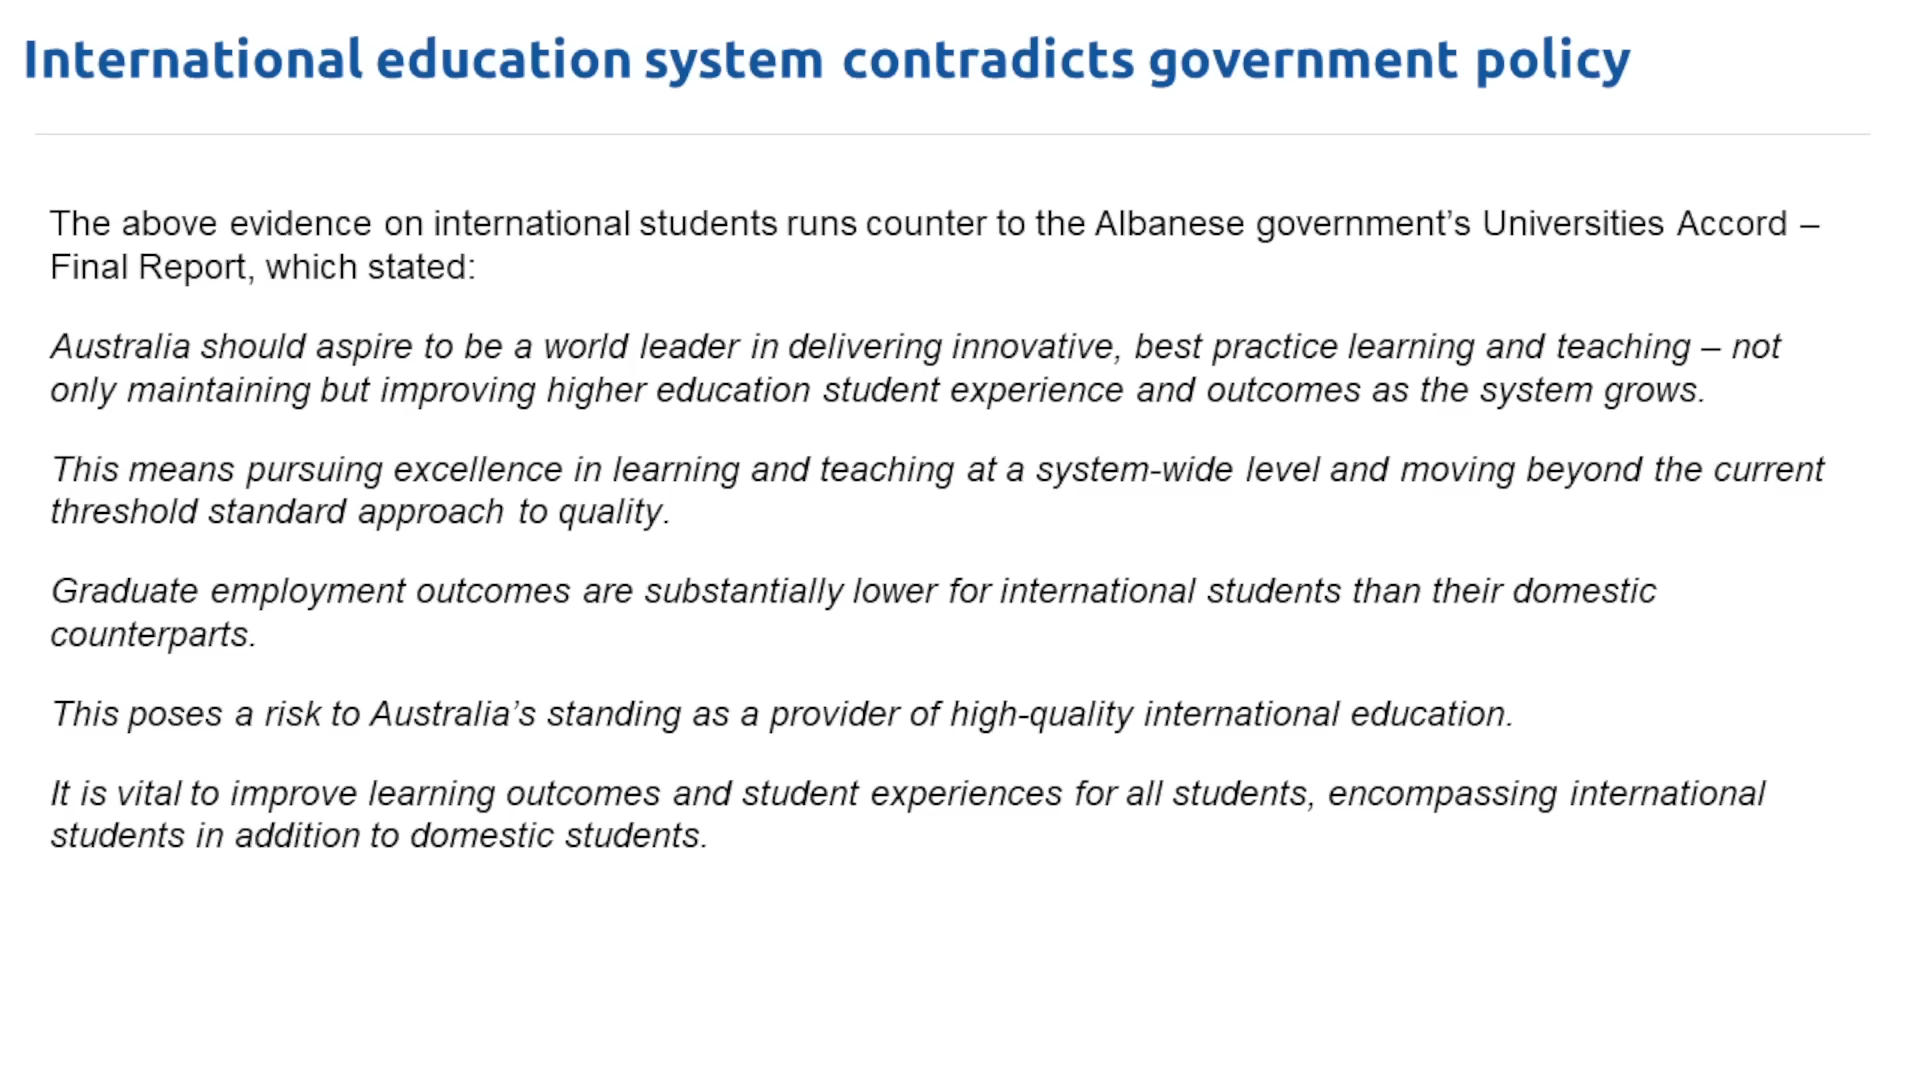 International education system contradicts government policy
The above evidence on international students runs counter to the Albanese government’s Universities Accord –
Final Report, which stated:
Australia should aspire to be a world leader in delivering innovative, best practice learning and teaching – not
only maintaining but improving higher education student experience and outcomes as the system grows.
This means pursuing excellence in learning and teaching at a system-wide level and moving beyond the current
threshold standard approach to quality.
Graduate employment outcomes are substantially lower for international students than their domestic
counterparts.
This poses a risk to Australia’s standing as a provider of high-quality international education.
It is vital to improve learning outcomes and student experiences for all students, encompassing international
students in addition to domestic students.